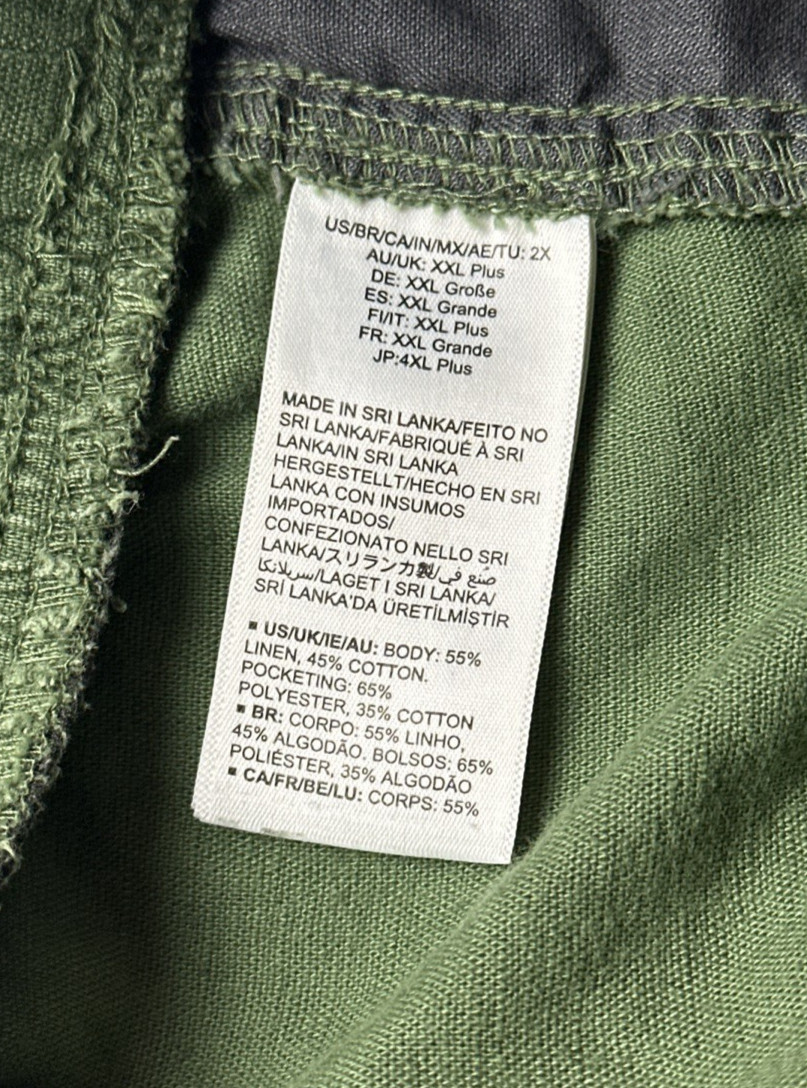 US/BR/CA/IN/MX/AE/TU: 2X
AU/UK: XXL Plus
DE: XXL Große
ES: XXL Grande
FI/IT: XXL Plus
FR: XXL Grande
JP:4XL Plus
MADE IN SRI LANKA/FEITO NO
SRI LANKA/FABRIQUÉ À SRI
LANKA/IN SRI LANKA
HERGESTELLT/HECHO EN SRI
LANKA CON INSUMOS
IMPORTADOS/
CONFEZIONATO NELLO SRI
LANKA/スリランカ製/صُنع في
سريلانكا/LAGET I SRI LANKA/
SRİ LANKA'DA ÜRETİLMİŞTİR
▪ US/UK/IE/AU: BODY: 55%
LINEN, 45% COTTON.
POCKETING: 65%
POLYESTER, 35% COTTON
▪ BR: CORPO: 55% LINHO,
45% ALGODÃO. BOLSOS: 65%
POLIÉSTER, 35% ALGODÃO
▪ CA/FR/BE/LU: CORPS: 55%